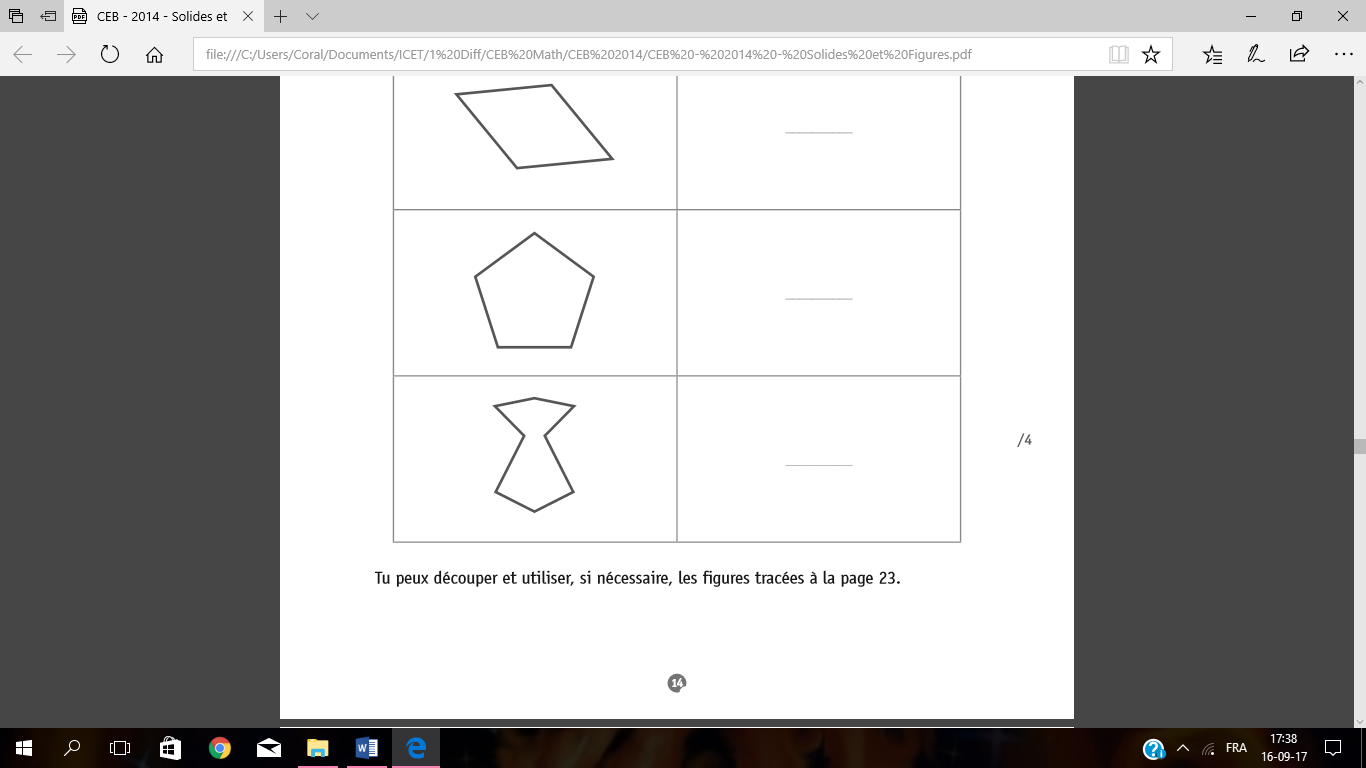 CEB - 2014 - Solides et
file:///C:/Users/Coral/Documents/ICET/1%20Diff/CEB%20Math/CEB%202014/CEB%20-%202014%20-%20Solides%20et%20Figures.pdf
/4
Tu peux découper et utiliser, si nécessaire, les figures tracées à la page 23.
14
FRA
17:38
16-09-17